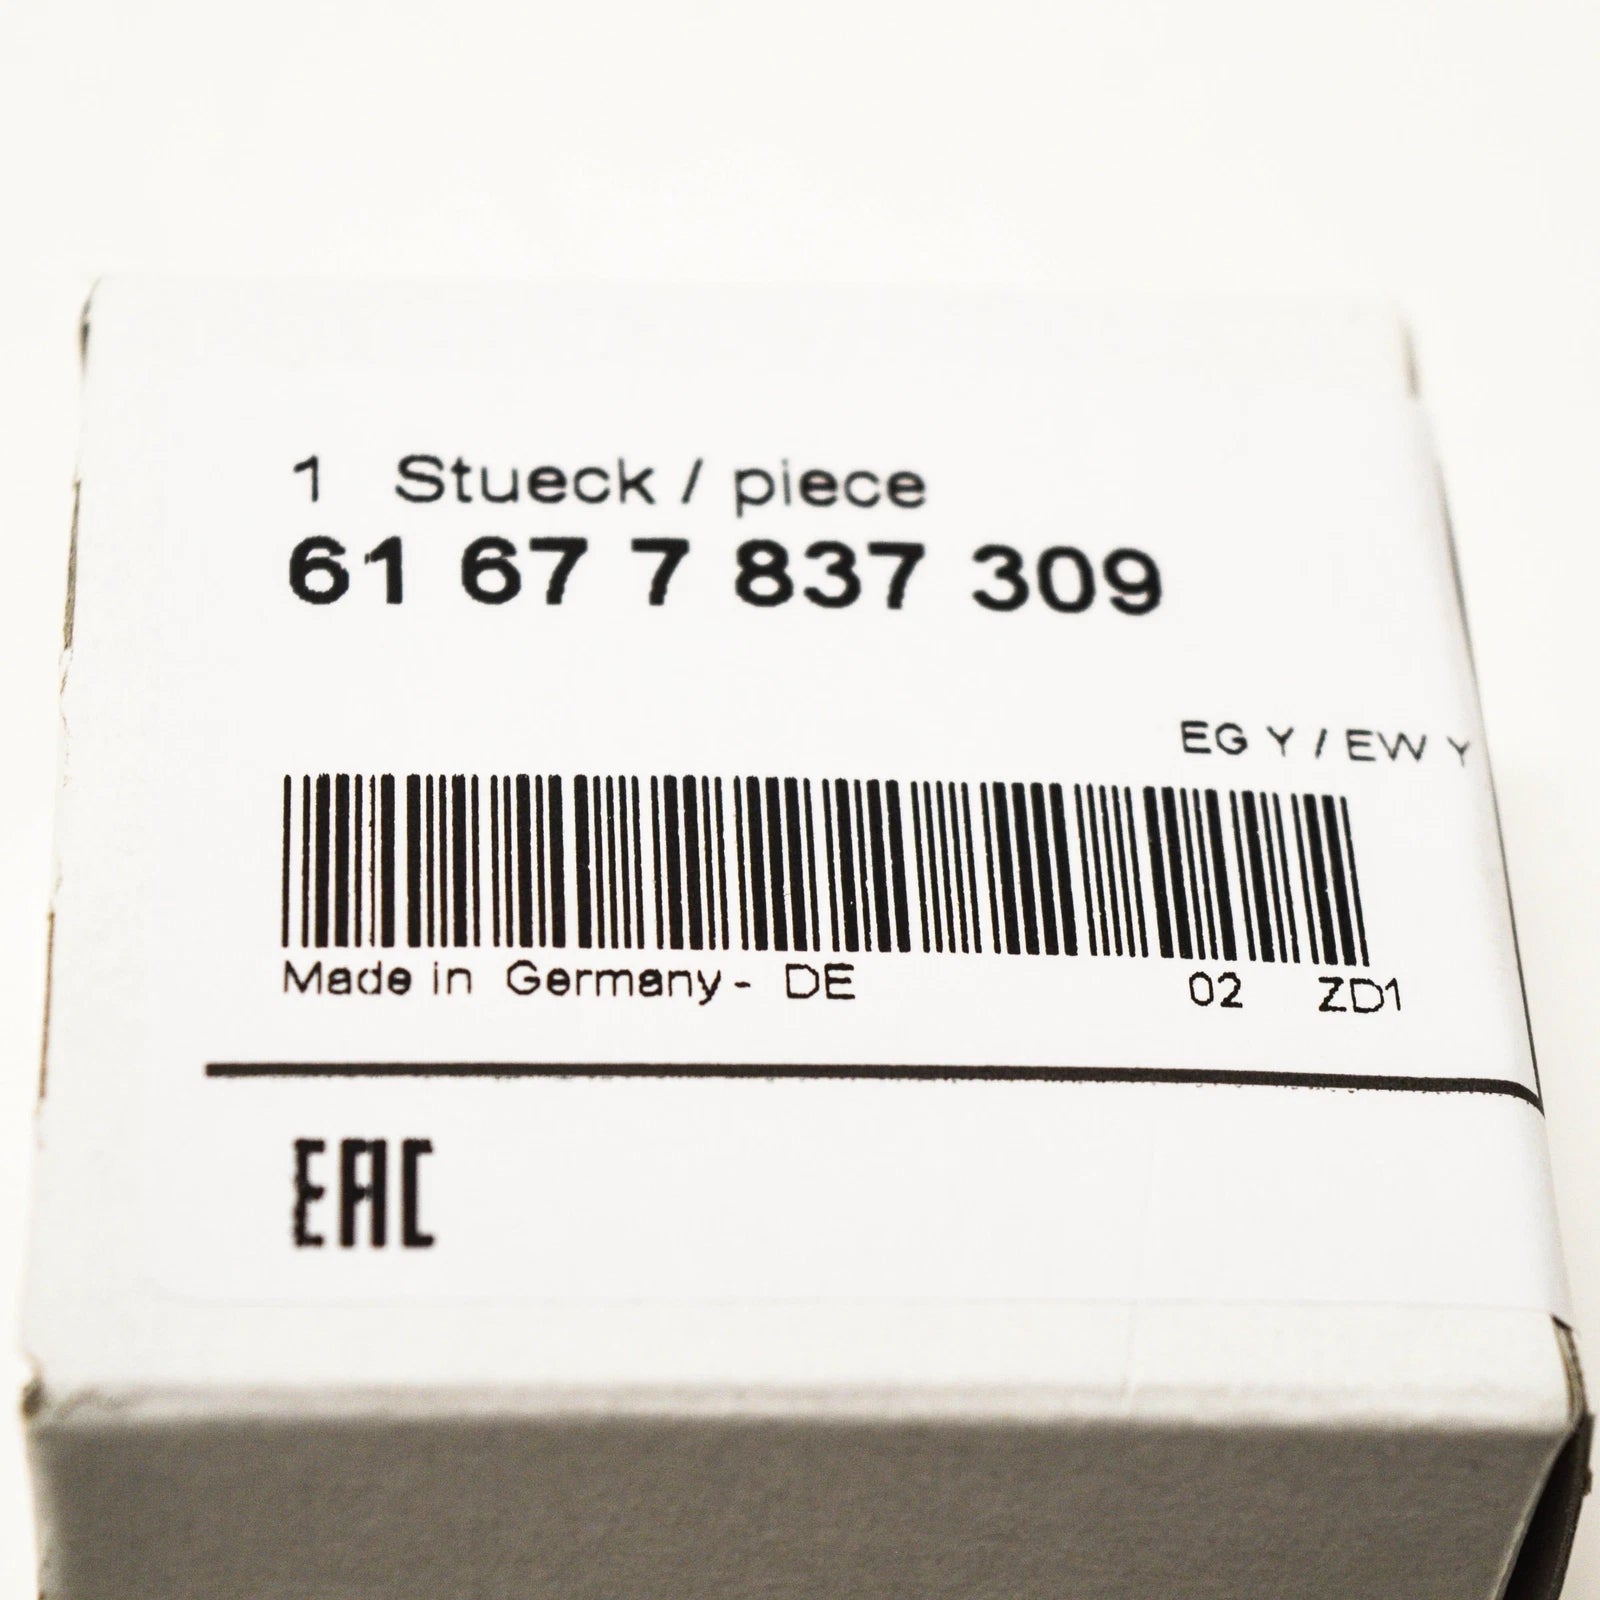 1 Stueck / piece
61 67 7 837 309
EG Y / EW Y
Made in Germany - DE 02 ZD1
EAC